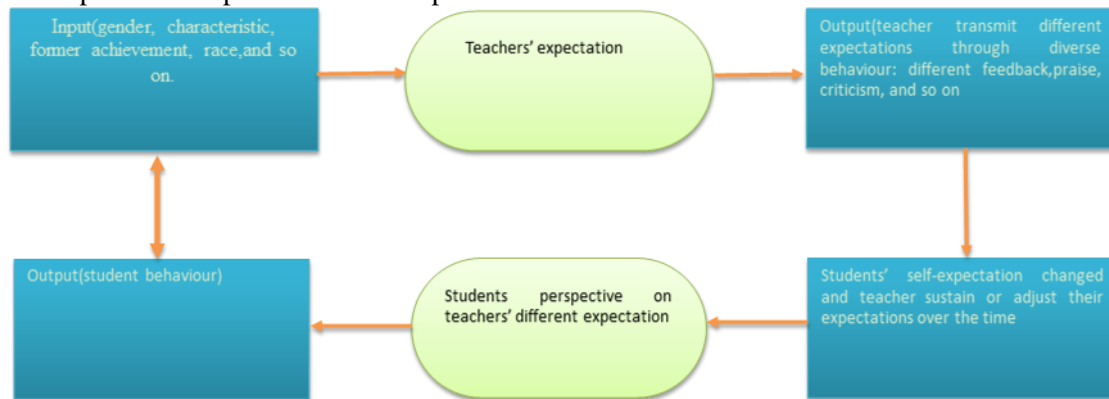 Input(gender, characteristic,
former achievement, race,and so
on.
Teachers' expectation
Output(teacher transmit different
expectations through diverse
behaviour: different feedback,praise,
criticism, and so on
Output(student behaviour)
Students perspective on
teachers' different expectation
Students' self-expectation changed
and teacher sustain or adjust their
expectations over the time